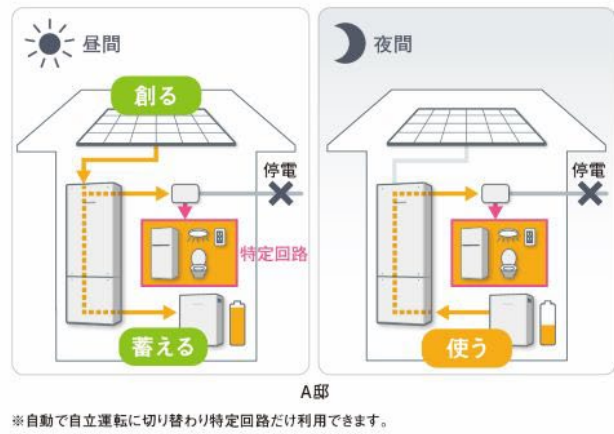 昼間
創る
停電
特定回路
蓄える
夜間
停電
使う
A邸
※自動で自立運転に切り替わり特定回路だけ利用できます。